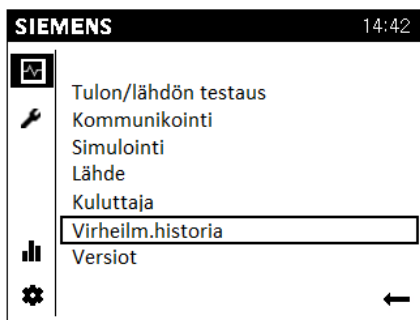 SIEMENS 14:42
Tulon/lähdön testaus
Kommunikointi
Simulointi
Lähde
Kuluttaja
Virheilm.historia
Versiot